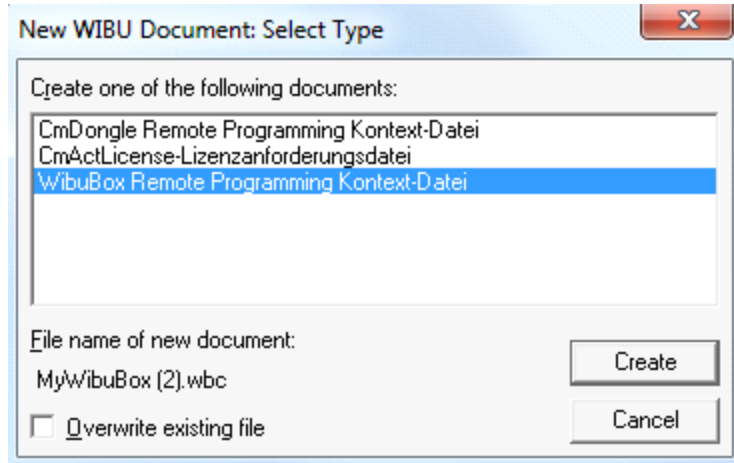 New WIBU Document: Select Type
Create one of the following documents:
CmDongle Remote Programming Kontext-Datei
CmActLicense-Lizenzanforderungsdatei
WibuBox Remote Programming Kontext-Datei
File name of new document:
MyWibuBox (2).wbc
Create
Overwrite existing file
Cancel